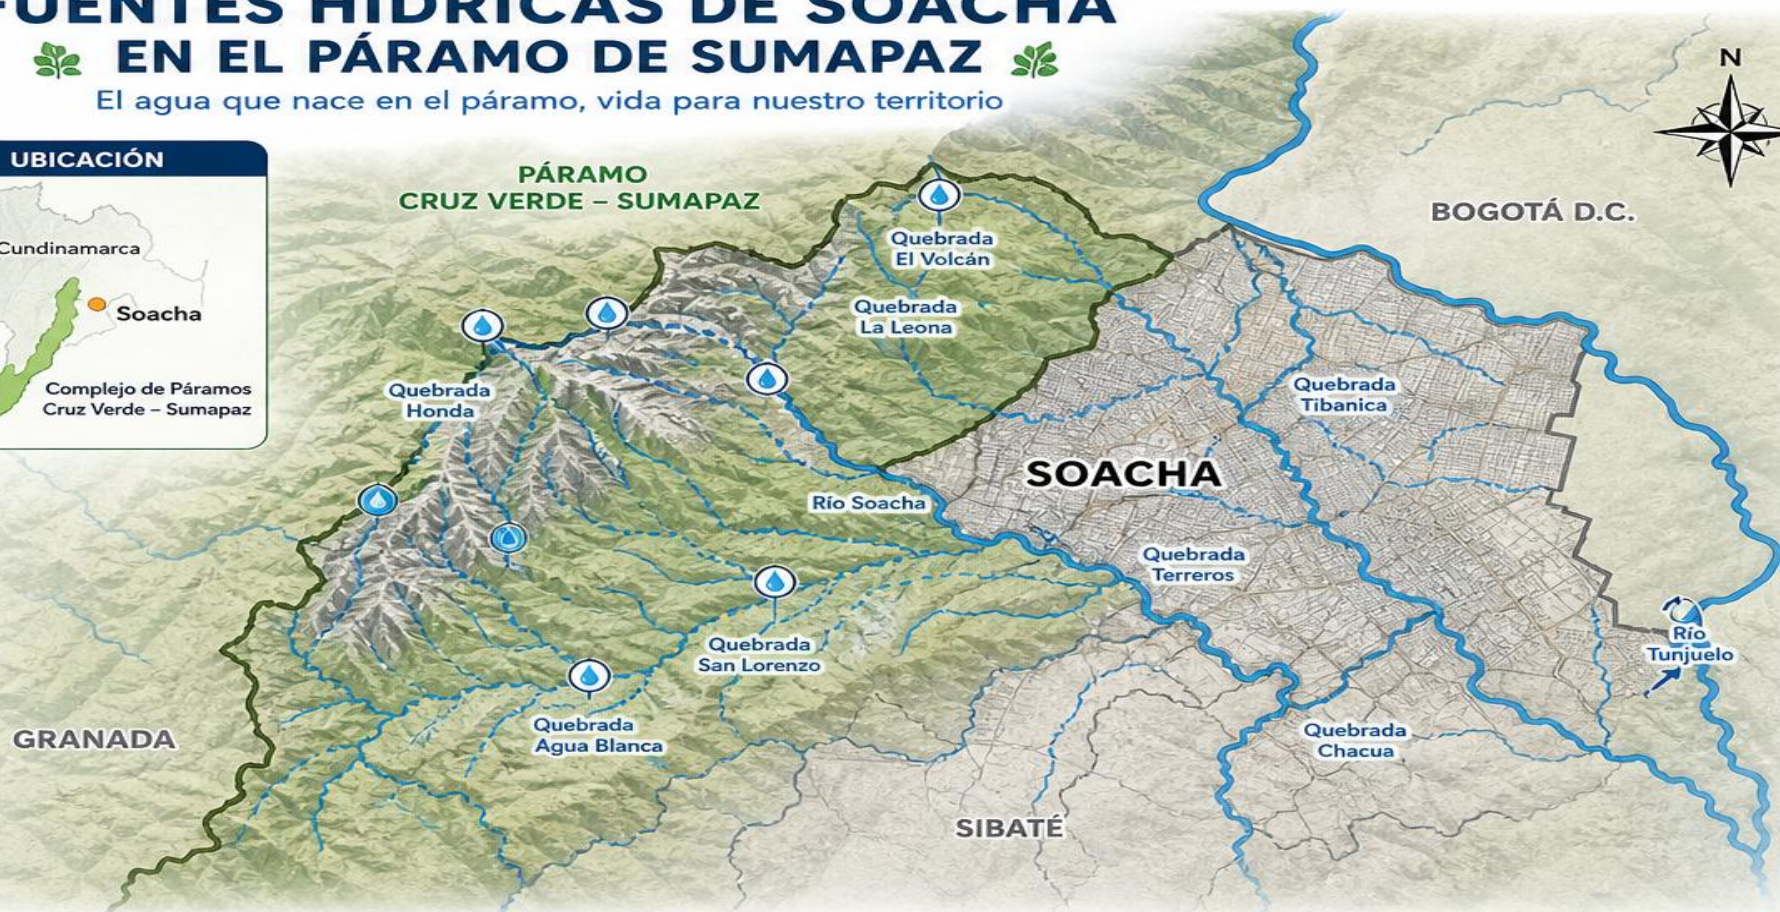 FUENTES HÍDRICAS DE SOACHA
EN EL PÁRAMO DE SUMAPAZ
El agua que nace en el páramo, vida para nuestro territorio
UBICACIÓN
Cundinamarca
Soacha
Complejo de Páramos
Cruz Verde – Sumapaz
PÁRAMO
CRUZ VERDE – SUMAPAZ
N
BOGOTÁ D.C.
Quebrada
El Volcán
Quebrada
La Leona
Quebrada
Honda
Quebrada
Tibanica
SOACHA
Río Soacha
Quebrada
Terreros
Quebrada
San Lorenzo
Río
Tunjuelo
Quebrada
Agua Blanca
Quebrada
Chacua
GRANADA
SIBATÉ